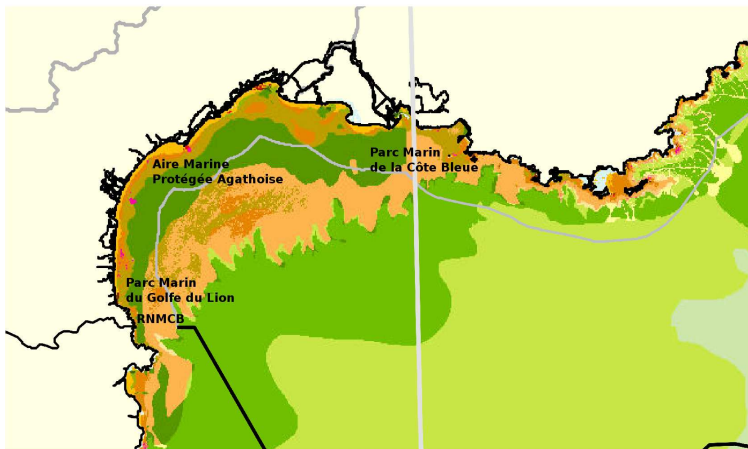 Parc Marin
de la Côte Bleue
Aire Marine
Protégée Agathoise
Parc Marin
du Golfe du Lion
RNMCB